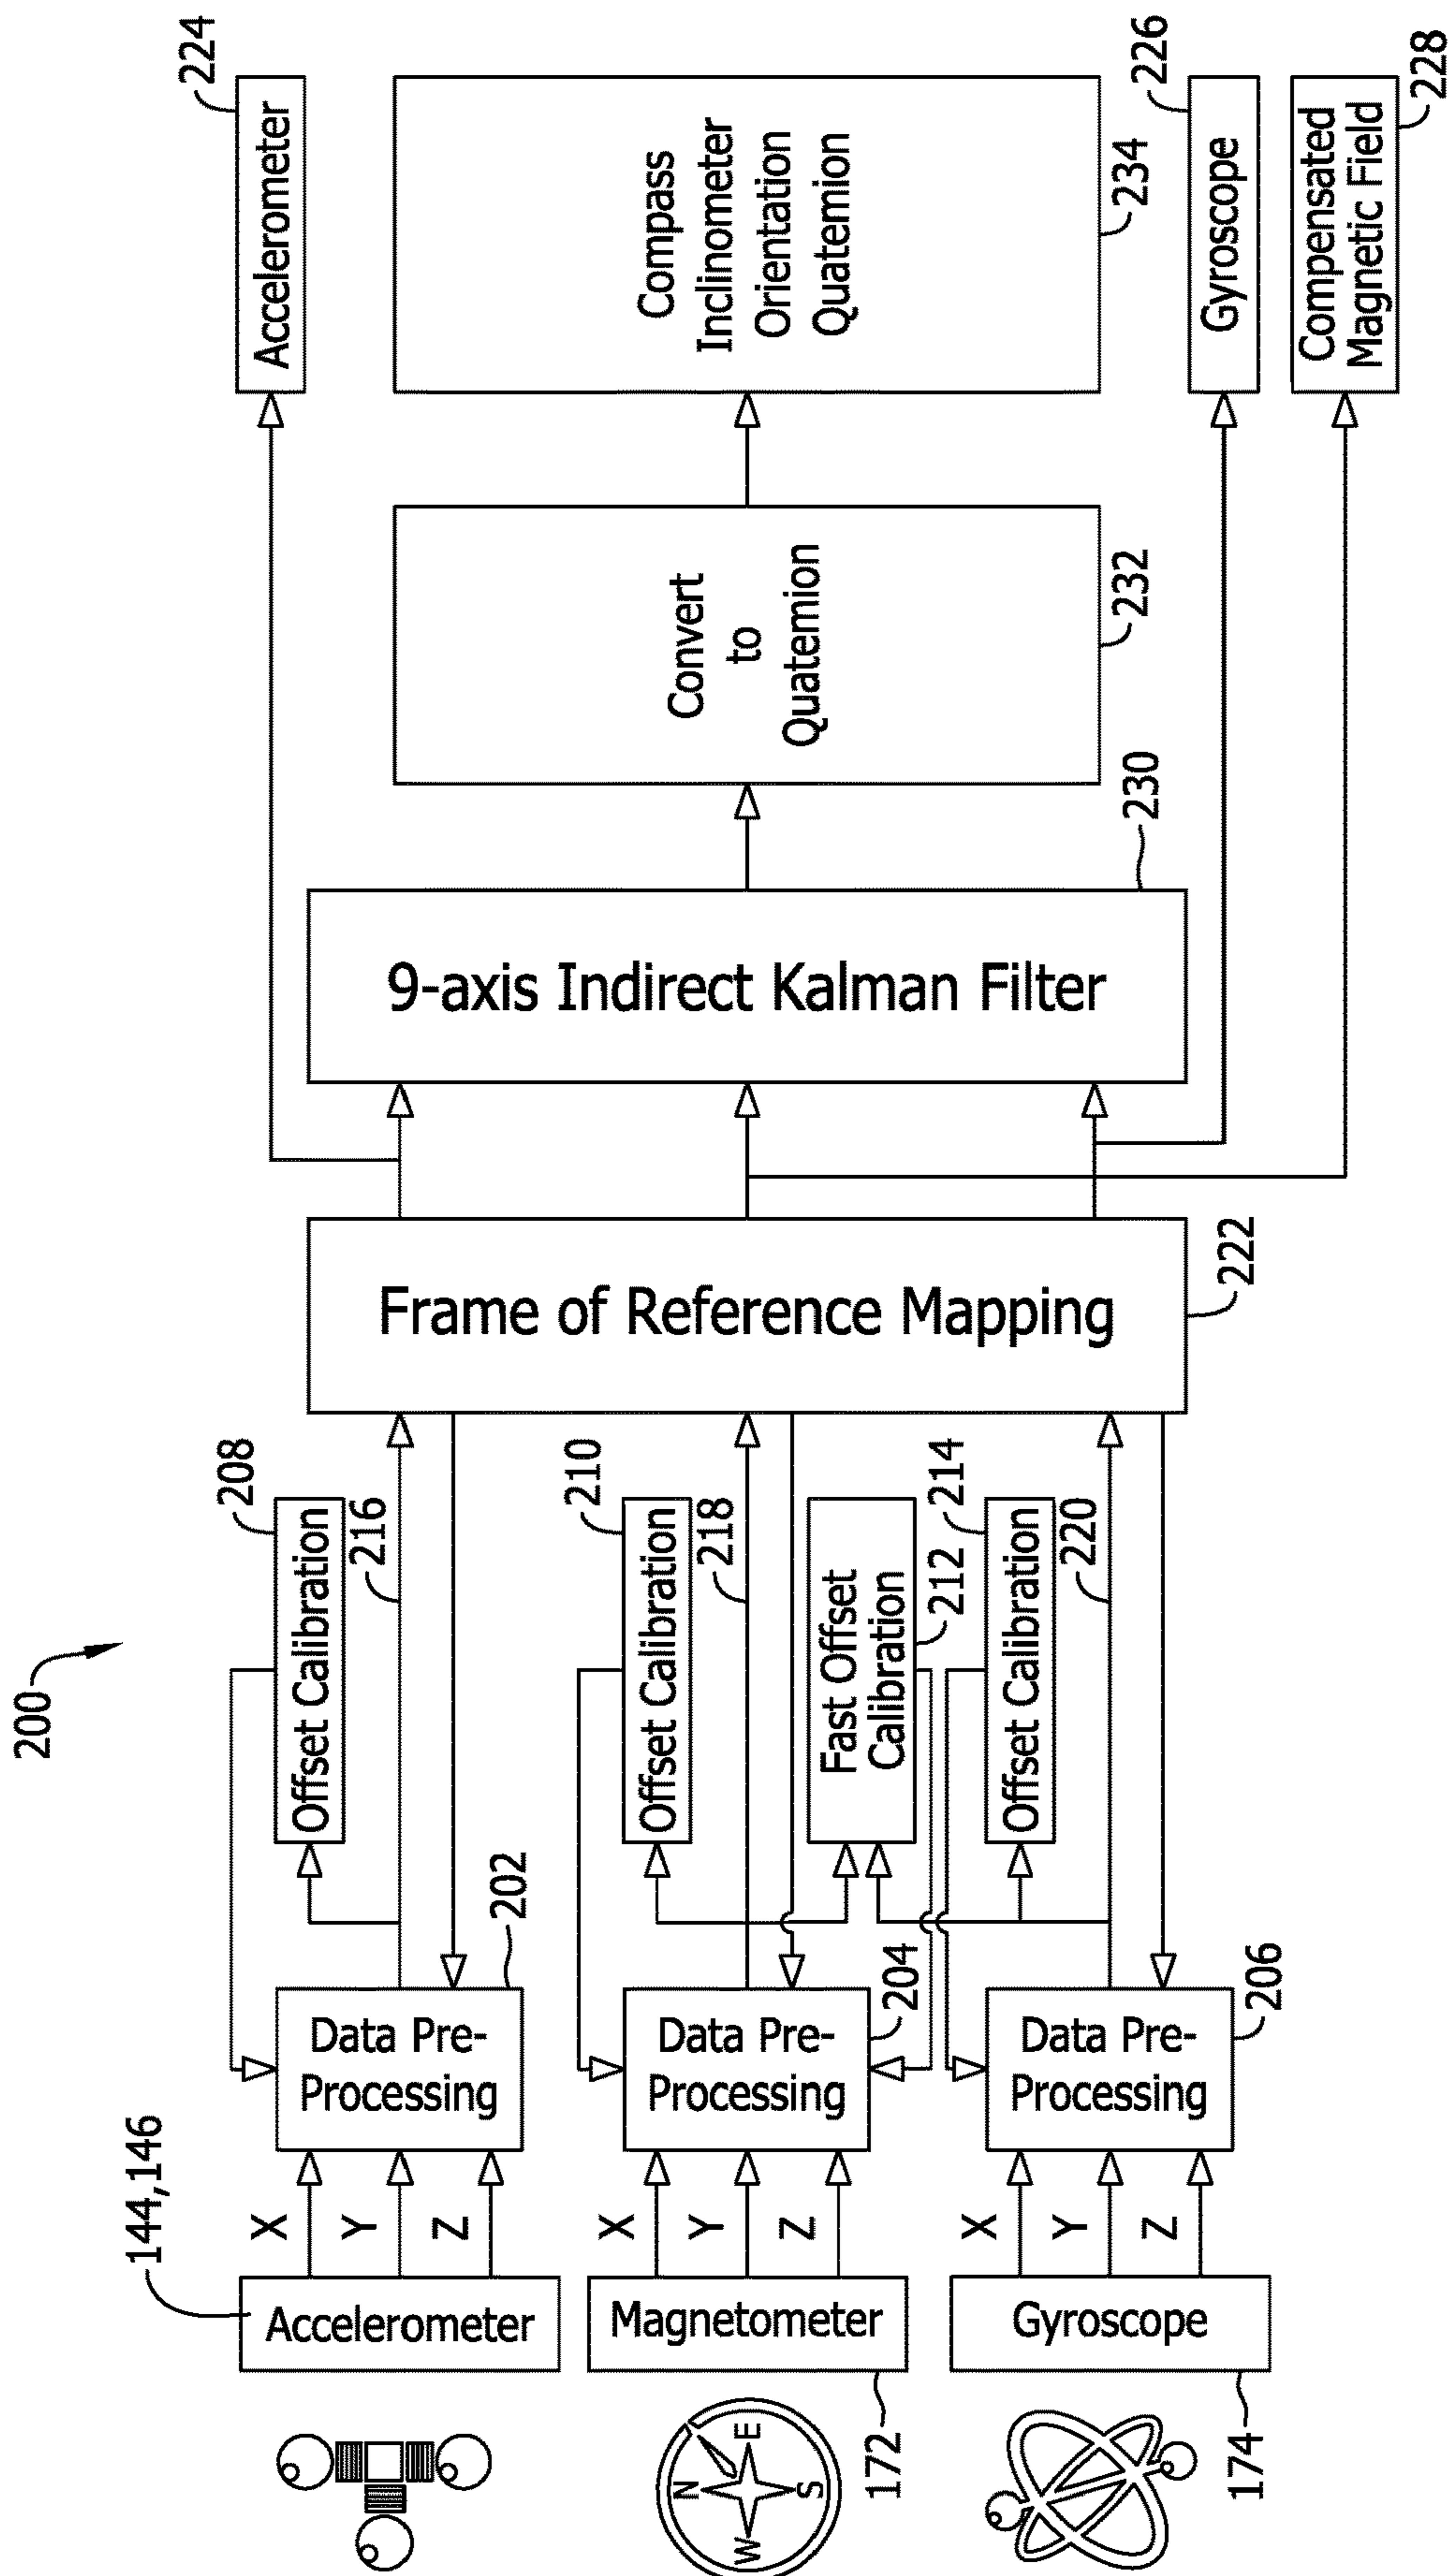 200
144,146
Accelerometer
X
Y
Z
Data Pre-
Processing
202
Offset Calibration
208
216
172
Magnetometer
N
E
S
W
X
Y
Z
Data Pre-
Processing
204
Offset Calibration
210
218
Fast Offset
Calibration
212
174
Gyroscope
X
Y
Z
Data Pre-
Processing
206
Offset Calibration
214
220
Frame of Reference Mapping
222
9-axis Indirect Kalman Filter
230
Convert
to
Quatemion
232
Accelerometer
224
Compass
Inclinometer
Orientation
Quatemion
234
Gyroscope
226
Compensated
Magnetic Field
228